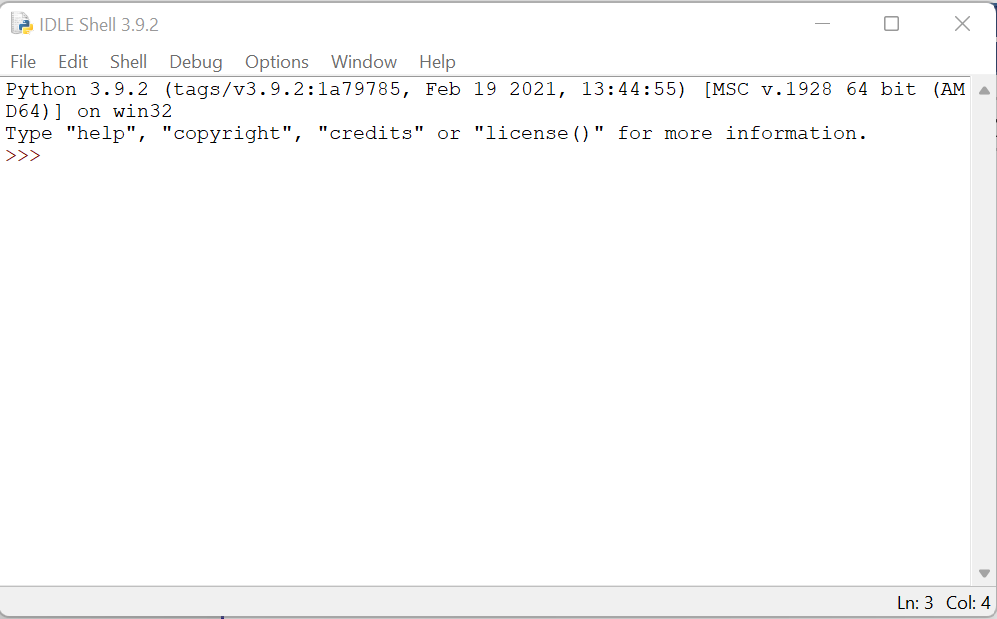 IDLE Shell 3.9.2
File Edit Shell Debug Options Window Help
Python 3.9.2 (tags/v3.9.2:1a79785, Feb 19 2021, 13:44:55) [MSC v.1928 64 bit (AM
D64)] on win32
Type "help", "copyright", "credits" or "license()" for more information.
>>>
Ln: 3 Col: 4